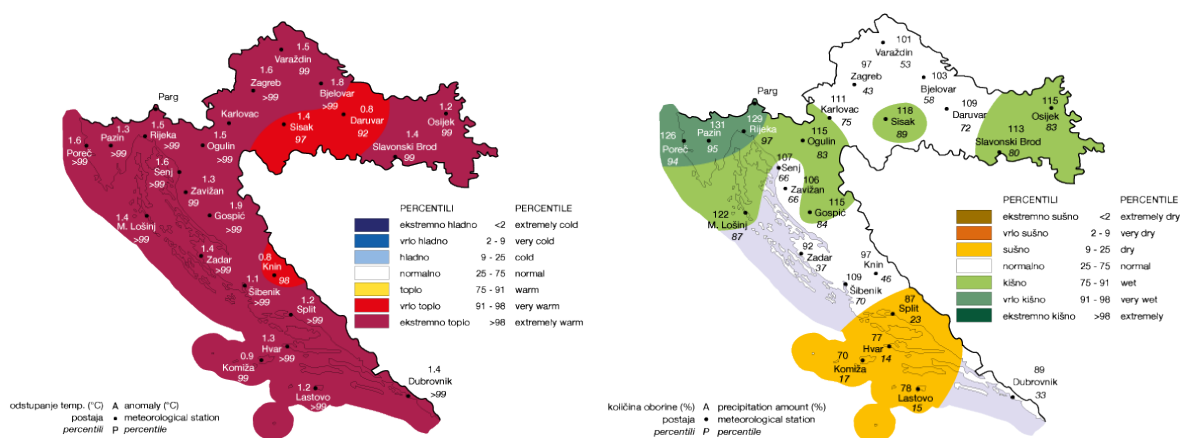 1.5
Varaždin
99
1.6
Zagreb
>99
1.8
Bjelovar
>99
0.8
Daruvar
92
1.2
Osijek
99
Parg
Karlovac
1.4
Sisak
97
1.4
Slavonski Brod
99
1.6
Poreč
>99
1.3
Pazin
>99
1.5
Rijeka
>99
1.5
Ogulin
>99
1.6
Senj
>99
1.3
Zavižan
99
1.9
Gospić
>99
1.4
M. Lošinj
>99
1.4
Zadar
>99
0.8
Knin
98
1.1
Šibenik
>99
1.2
Split
>99
1.3
Hvar
>99
0.9
Komiža
99
1.2
Lastovo
>99
1.4
Dubrovnik
>99
PERCENTILI PERCENTILE
ekstremno hladno <2 extremely cold
vrlo hladno 2 - 9 very cold
hladno 9 - 25 cold
normalno 25 - 75 normal
toplo 75 - 91 warm
vrlo toplo 91 - 98 very warm
ekstremno toplo >98 extremely warm
odstupanje temp. (°C) A anomaly (°C)
postaja meteorological station
percentili P percentile
101
Varaždin
53
97
Zagreb
43
103
Bjelovar
58
109
Daruvar
72
115
Osijek
83
Parg
111
Karlovac
75
118
Sisak
89
113
Slavonski Brod
80
126
Poreč
94
131
Pazin
95
129
Rijeka
97
115
Ogulin
83
107
Senj
66
106
Zavižan
66
115
Gospić
84
122
M. Lošinj
87
92
Zadar
37
97
Knin
46
109
Šibenik
70
87
Split
23
77
Hvar
14
70
Komiža
17
78
Lastovo
15
89
Dubrovnik
33
PERCENTILI PERCENTILE
ekstremno sušno <2 extremely dry
vrlo sušno 2 - 9 very dry
sušno 9 - 25 dry
normalno 25 - 75 normal
kišno 75 - 91 wet
vrlo kišno 91 - 98 very wet
ekstremno kišno >98 extremely
količina oborine (%) A precipitation amount (%)
postaja meteorological station
percentili P percentile